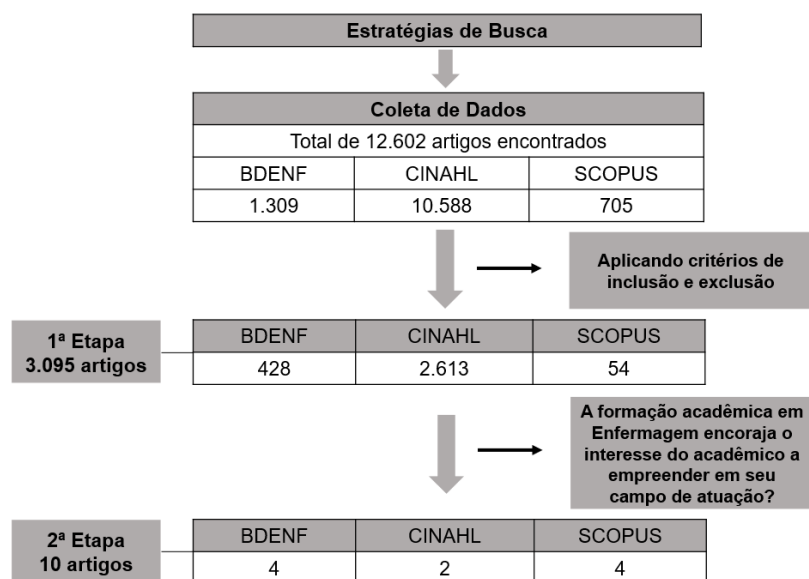 Estratégias de Busca
Coleta de Dados
Total de 12.602 artigos encontrados
BDENF CINAHL SCOPUS
1.309 10.588 705
Aplicando critérios de
inclusão e exclusão
1ª Etapa
3.095 artigos
BDENF CINAHL SCOPUS
428 2.613 54
A formação acadêmica em
Enfermagem encoraja o
interesse do acadêmico a
empreender em seu
campo de atuação?
2ª Etapa
10 artigos
BDENF CINAHL SCOPUS
4 2 4